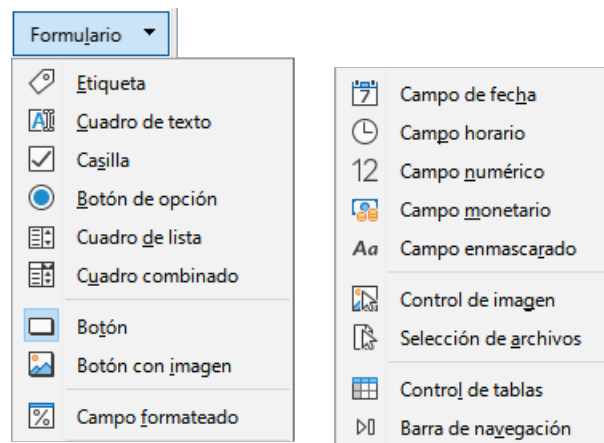 Formulario
Etiqueta
Cuadro de texto
Casilla
Botón de opción
Cuadro de lista
Cuadro combinado
Botón
Botón con imagen
Campo formateado
Campo de fecha
Campo horario
Campo numérico
Campo monetario
Campo enmascarado
Control de imagen
Selección de archivos
Control de tablas
Barra de navegación